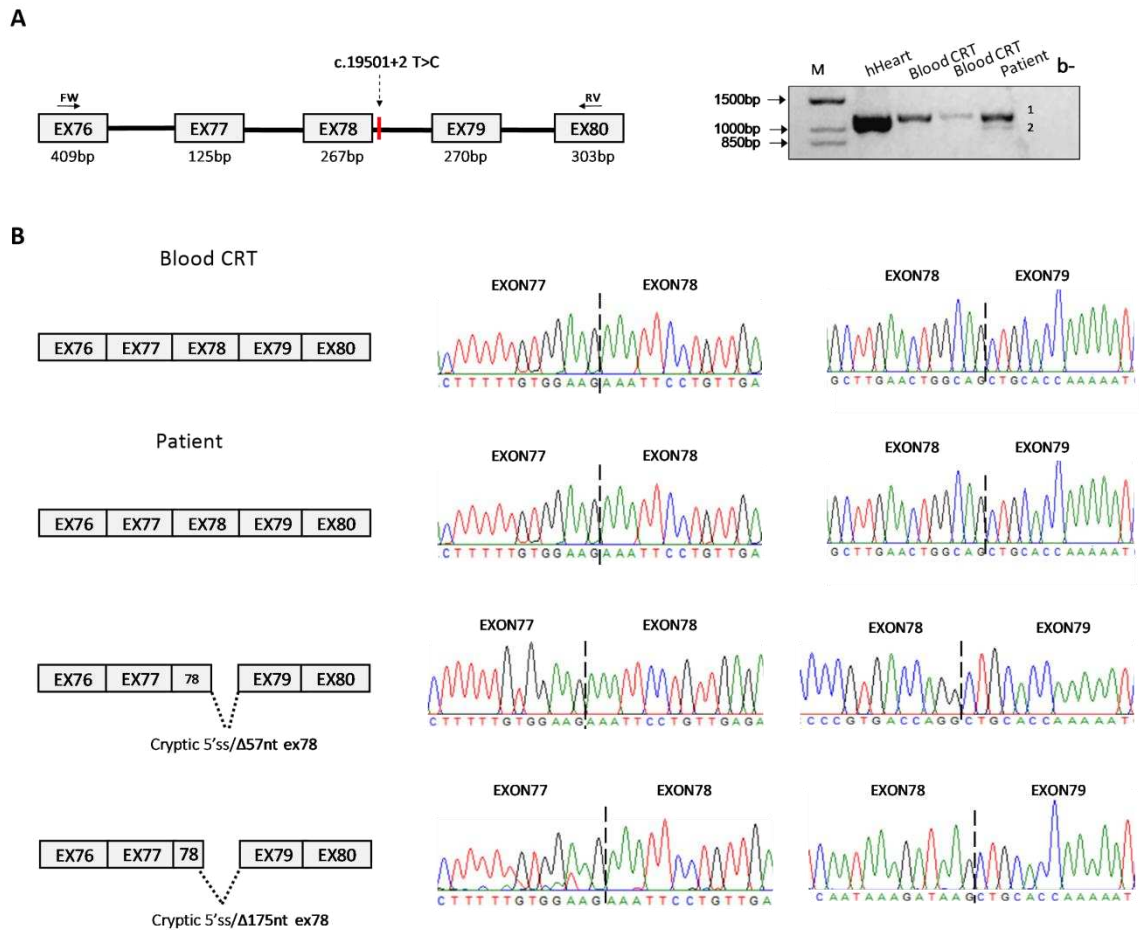 A
c.19501+2 T>C
FW
RV
EX76 EX77 EX78 EX79 EX80
409bp 125bp 267bp 270bp 303bp
M hHeart Blood CRT Blood CRT Patient b-
1500bp
1000bp
850bp
1
2
B
Blood CRT
EX76 EX77 EX78 EX79 EX80
EXON77 EXON78
CTTTTTGTGGAAGAAATTCCTGTTGA
EXON78 EXON79
GCTTGAACTGGCAGCTGCACCAAAAAT
Patient
EX76 EX77 EX78 EX79 EX80
EXON77 EXON78
CTTTTTGTGGAAGAAATTCCTGTTGA
EXON78 EXON79
GCTTGAACTGGCAGCTGCACCAAAAAT
EX76 EX77 78 EX79 EX80
Cryptic 5'ss/Δ57nt ex78
EXON77 EXON78
CTTTTTGTGGAAGAAATTCCTGTTGAGA
EXON78 EXON79
CCCGTGACCAGGCTGCACCAAAAAT
EX76 EX77 78 EX79 EX80
Cryptic 5'ss/Δ175nt ex78
EXON77 EXON78
CTTTTTGTGGAAGAAATTCCTGTTGA
EXON78 EXON79
CAATAAAGATAAGCTGCACCAAAAAT